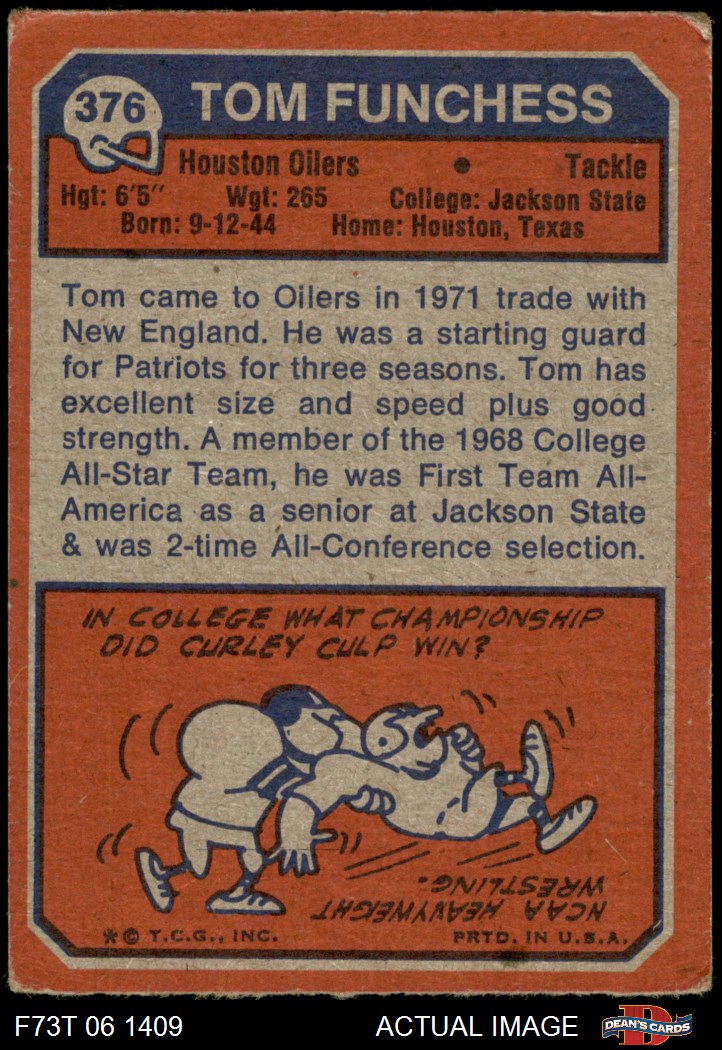 376
TOM FUNCHESS
Houston Oilers • Tackle
Hgt: 6'5" Wgt: 265 College: Jackson State
Born: 9-12-44 Home: Houston, Texas
Tom came to Oilers in 1971 trade with
New England. He was a starting guard
for Patriots for three seasons. Tom has
excellent size and speed plus good
strength. A member of the 1968 College
All-Star Team, he was First Team All-
America as a senior at Jackson State
& was 2-time All-Conference selection.
IN COLLEGE WHAT CHAMPIONSHIP
DID CURLEY CULP WIN?
NCAA HEAVYWEIGHT
WRESTLING.
*© T.C.G., INC. PRTD. IN U.S.A.
F73T 06 1409 ACTUAL IMAGE
D
DEAN'S CARDS